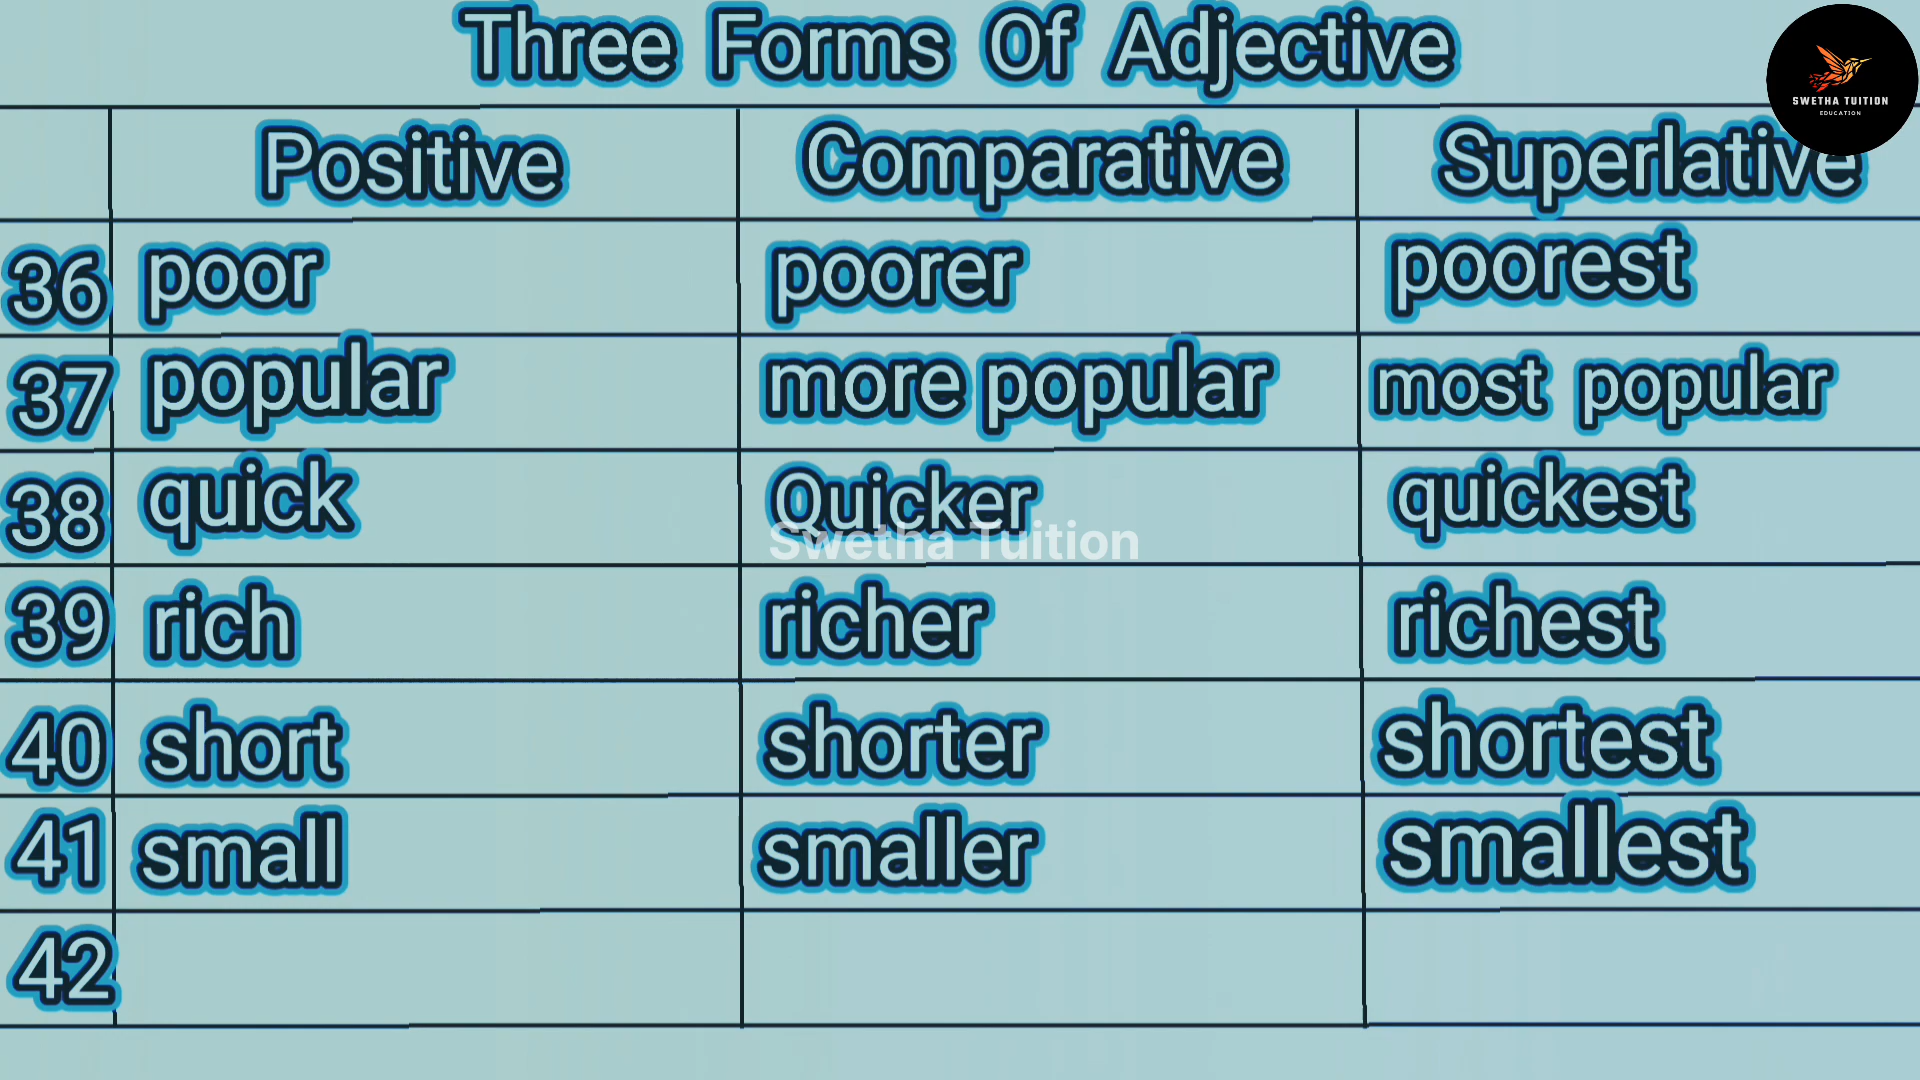 Three Forms Of Adjective
SWETHA TUITION
EDUCATION
Positive Comparative Superlative
36 poor poorer poorest
37 popular more popular most popular
38 quick Quicker quickest
Swetha Tuition
39 rich richer richest
40 short shorter shortest
41 small smaller smallest
42